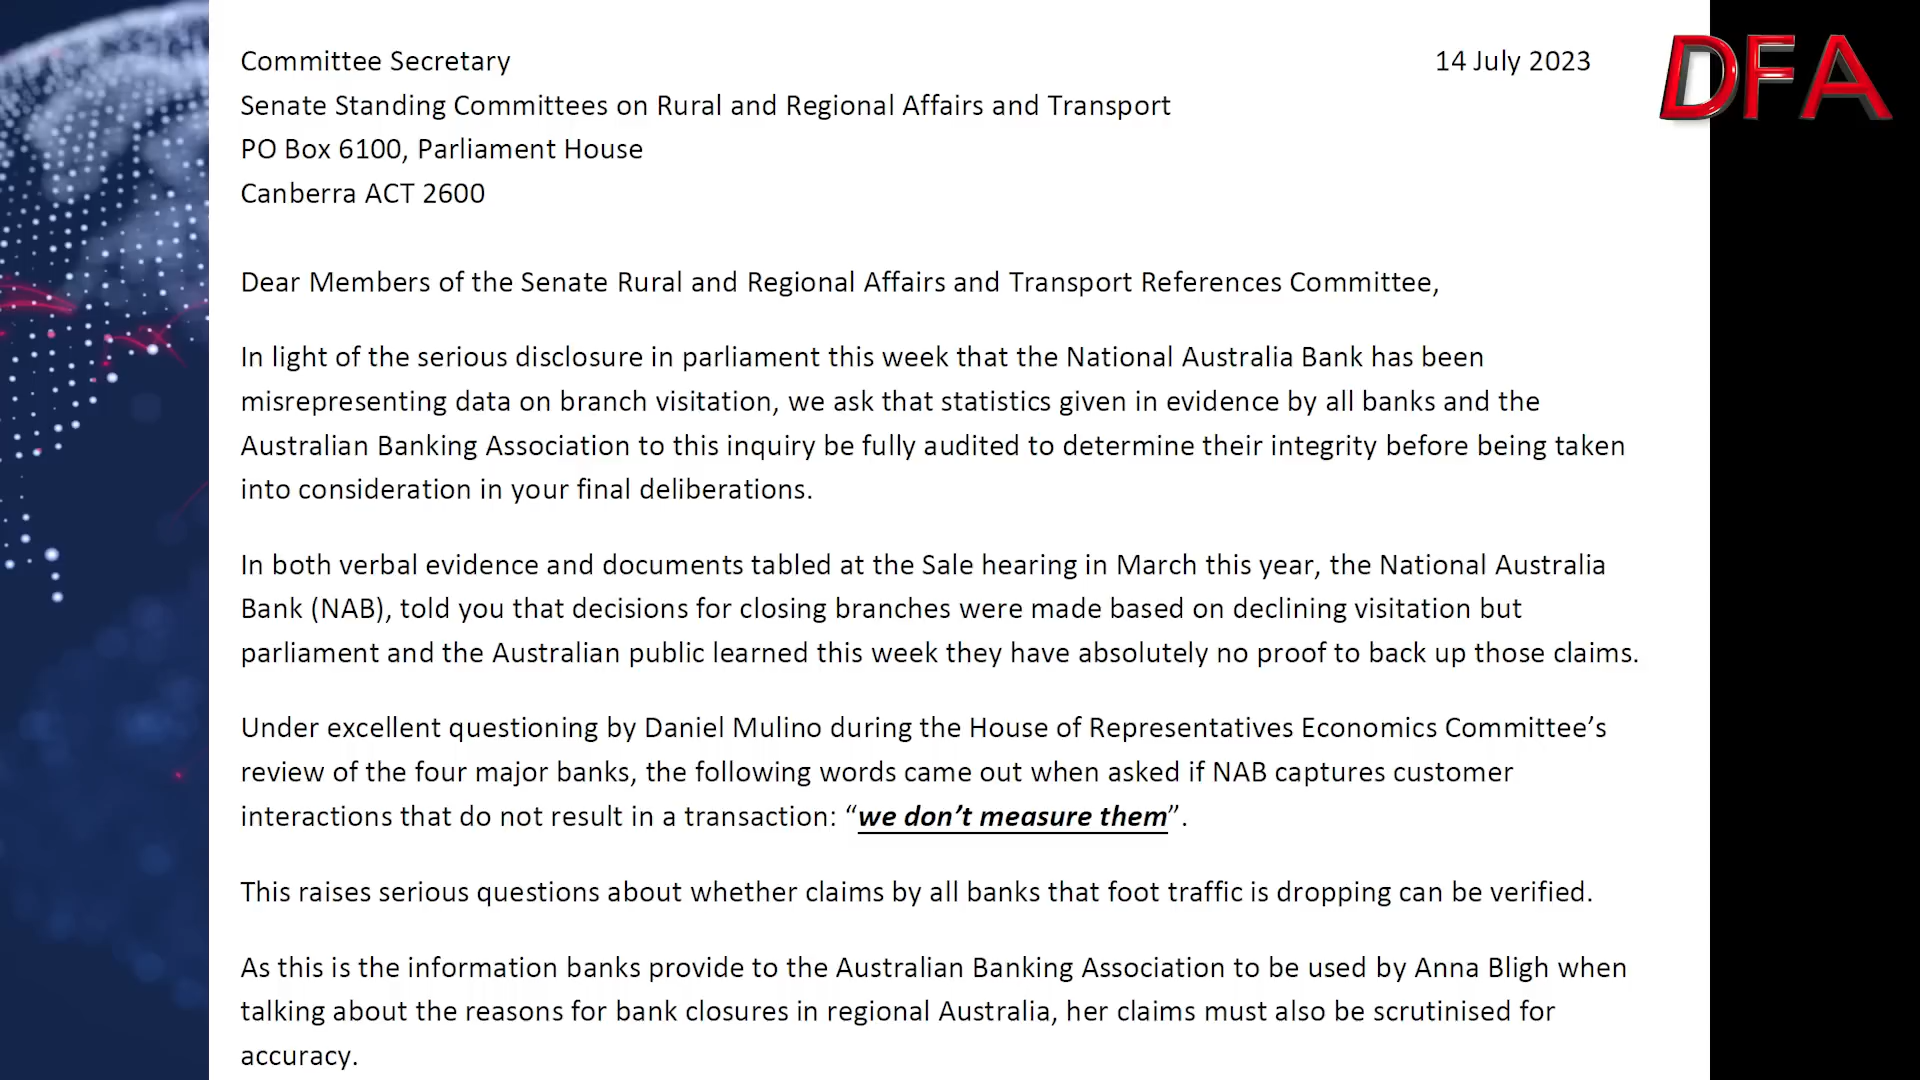 Committee Secretary 14 July 2023
DFA
Senate Standing Committees on Rural and Regional Affairs and Transport
PO Box 6100, Parliament House
Canberra ACT 2600
Dear Members of the Senate Rural and Regional Affairs and Transport References Committee,
In light of the serious disclosure in parliament this week that the National Australia Bank has been
misrepresenting data on branch visitation, we ask that statistics given in evidence by all banks and the
Australian Banking Association to this inquiry be fully audited to determine their integrity before being taken
into consideration in your final deliberations.
In both verbal evidence and documents tabled at the Sale hearing in March this year, the National Australia
Bank (NAB), told you that decisions for closing branches were made based on declining visitation but
parliament and the Australian public learned this week they have absolutely no proof to back up those claims.
Under excellent questioning by Daniel Mulino during the House of Representatives Economics Committee’s
review of the four major banks, the following words came out when asked if NAB captures customer
interactions that do not result in a transaction: “we don’t measure them”.
This raises serious questions about whether claims by all banks that foot traffic is dropping can be verified.
As this is the information banks provide to the Australian Banking Association to be used by Anna Bligh when
talking about the reasons for bank closures in regional Australia, her claims must also be scrutinised for
accuracy.